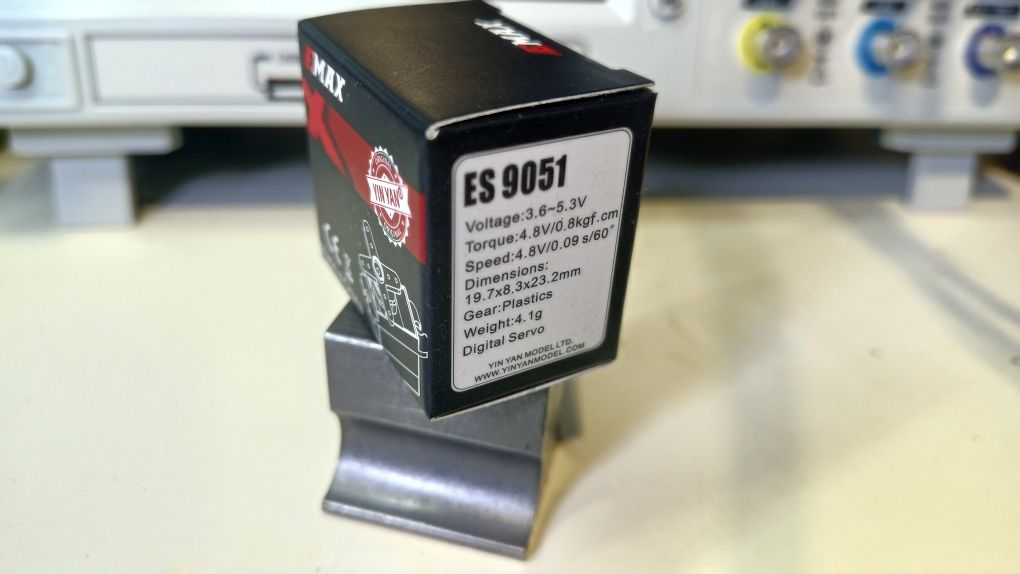 EMAX
EMAX
YIN YAN®
CE
ES 9051
Voltage:3.6~5.3V
Torque:4.8V/0.8kgf.cm
Speed:4.8V/0.09 s/60°
Dimensions:
19.7x8.3x23.2mm
Gear:Plastics
Weight:4.1g
Digital Servo
YIN YAN MODEL LTD.
WWW.YINYANMODEL.COM